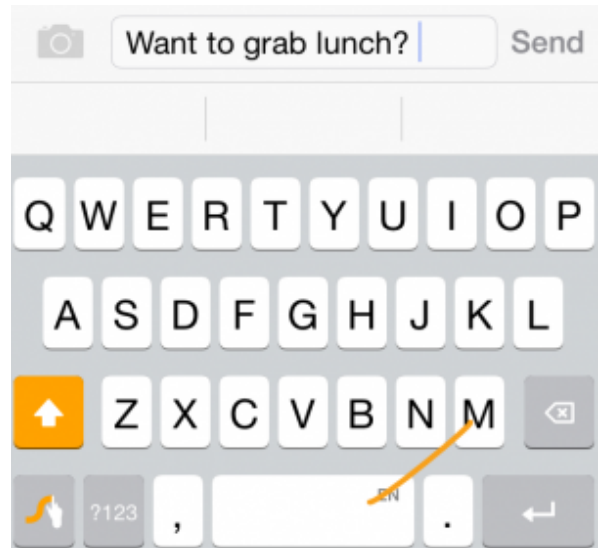 Want to grab lunch? Send
Q W E R T Y U I O P
A S D F G H J K L
Z X C V B N M
?123 , EN .